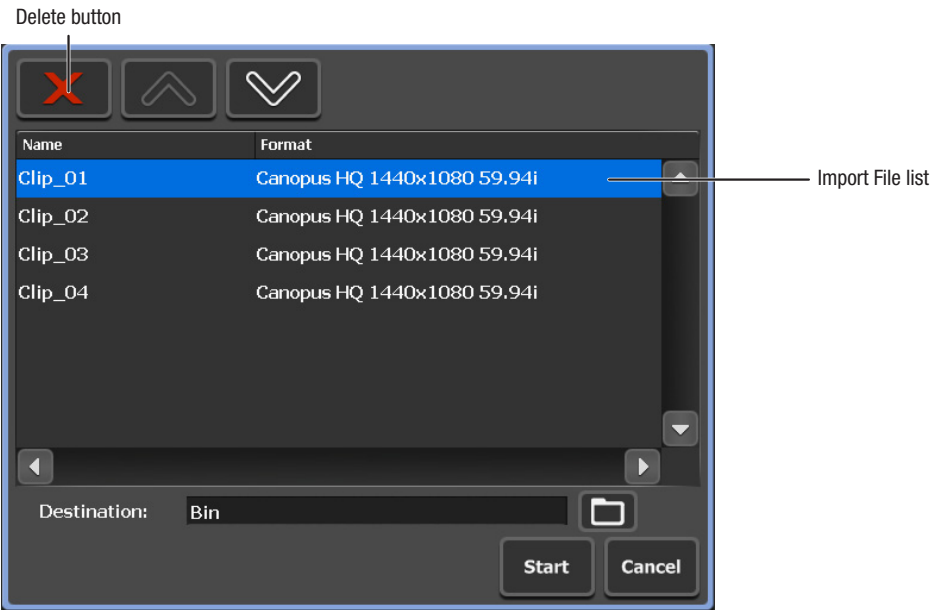 Delete button
Name Format
Clip_01 Canopus HQ 1440x1080 59.94i
Import File list
Clip_02 Canopus HQ 1440x1080 59.94i
Clip_03 Canopus HQ 1440x1080 59.94i
Clip_04 Canopus HQ 1440x1080 59.94i
Destination: Bin
Start Cancel